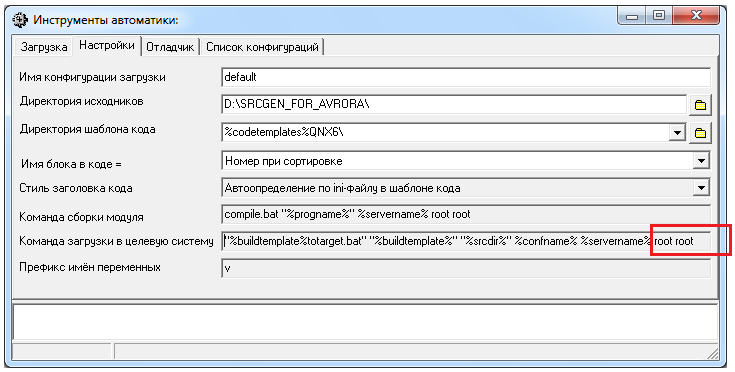 Инструменты автоматики:
Загрузка Настройки Отладчик Список конфигураций
Имя конфигурации загрузки default
Директория исходников D:\SRCGEN_FOR_AVRORA\
Директория шаблона кода %codetemplates%QNX6\
Имя блока в коде = Номер при сортировке
Стиль заголовка кода Автоопределение по ini-файлу в шаблоне кода
Команда сборки модуля compile.bat "%progname%" %servername% root root
Команда загрузки в целевую систему "%buildtemplate%totarget.bat" "%buildtemplate%" "%srcdir%" %confname% %servername% root root
Префикс имён переменных v